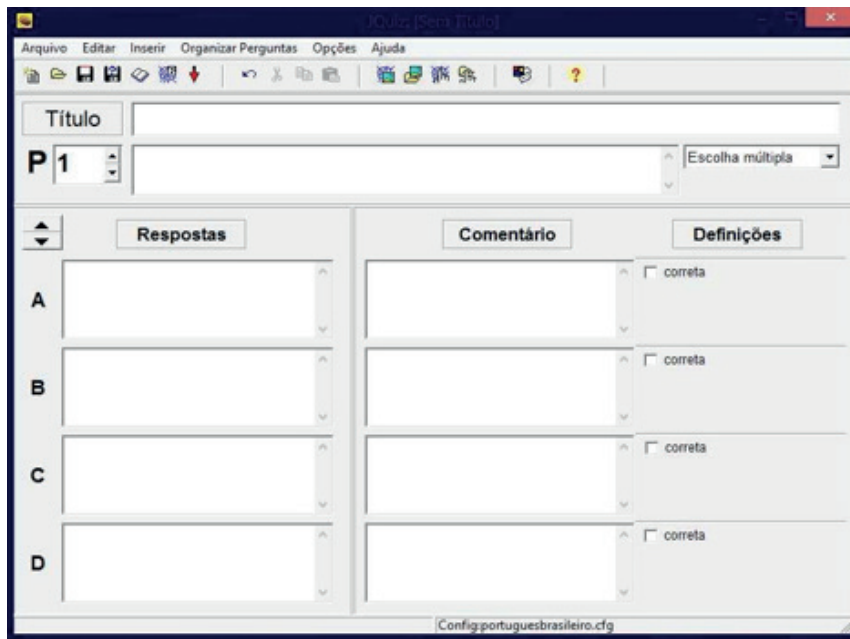 JQuiz: [Sem Título]
Arquivo Editar Inserir Organizar Perguntas Opções Ajuda
?
Título
P 1 Escolha múltipla
Respostas Comentário Definições
A correta
B correta
C correta
D correta
Config:portuguesbrasileiro.cfg